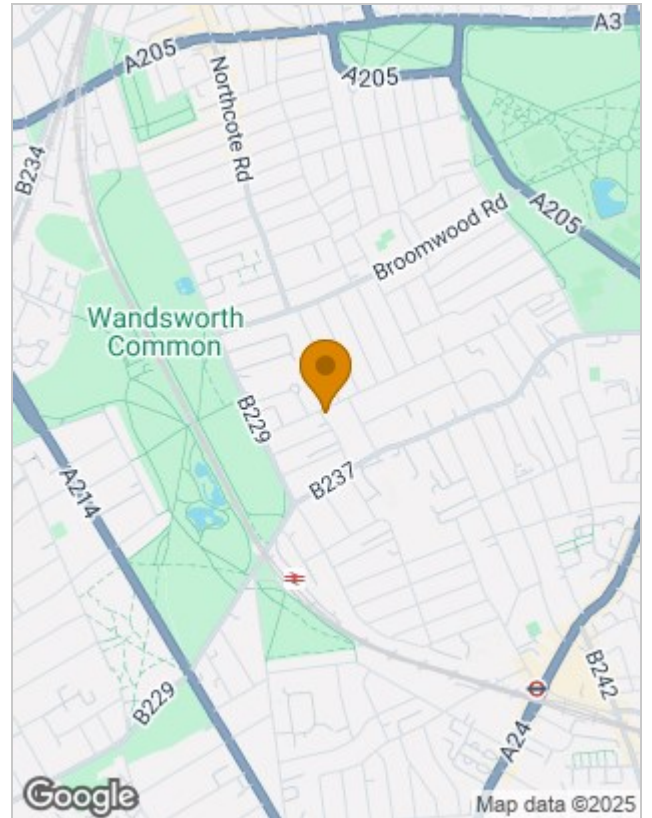 A3
A205
A205
Northcote Rd
B234
Broomwood Rd
A205
Wandsworth
Common
B229
A214
B237
B229
B242
A24
Google
Map data ©2025